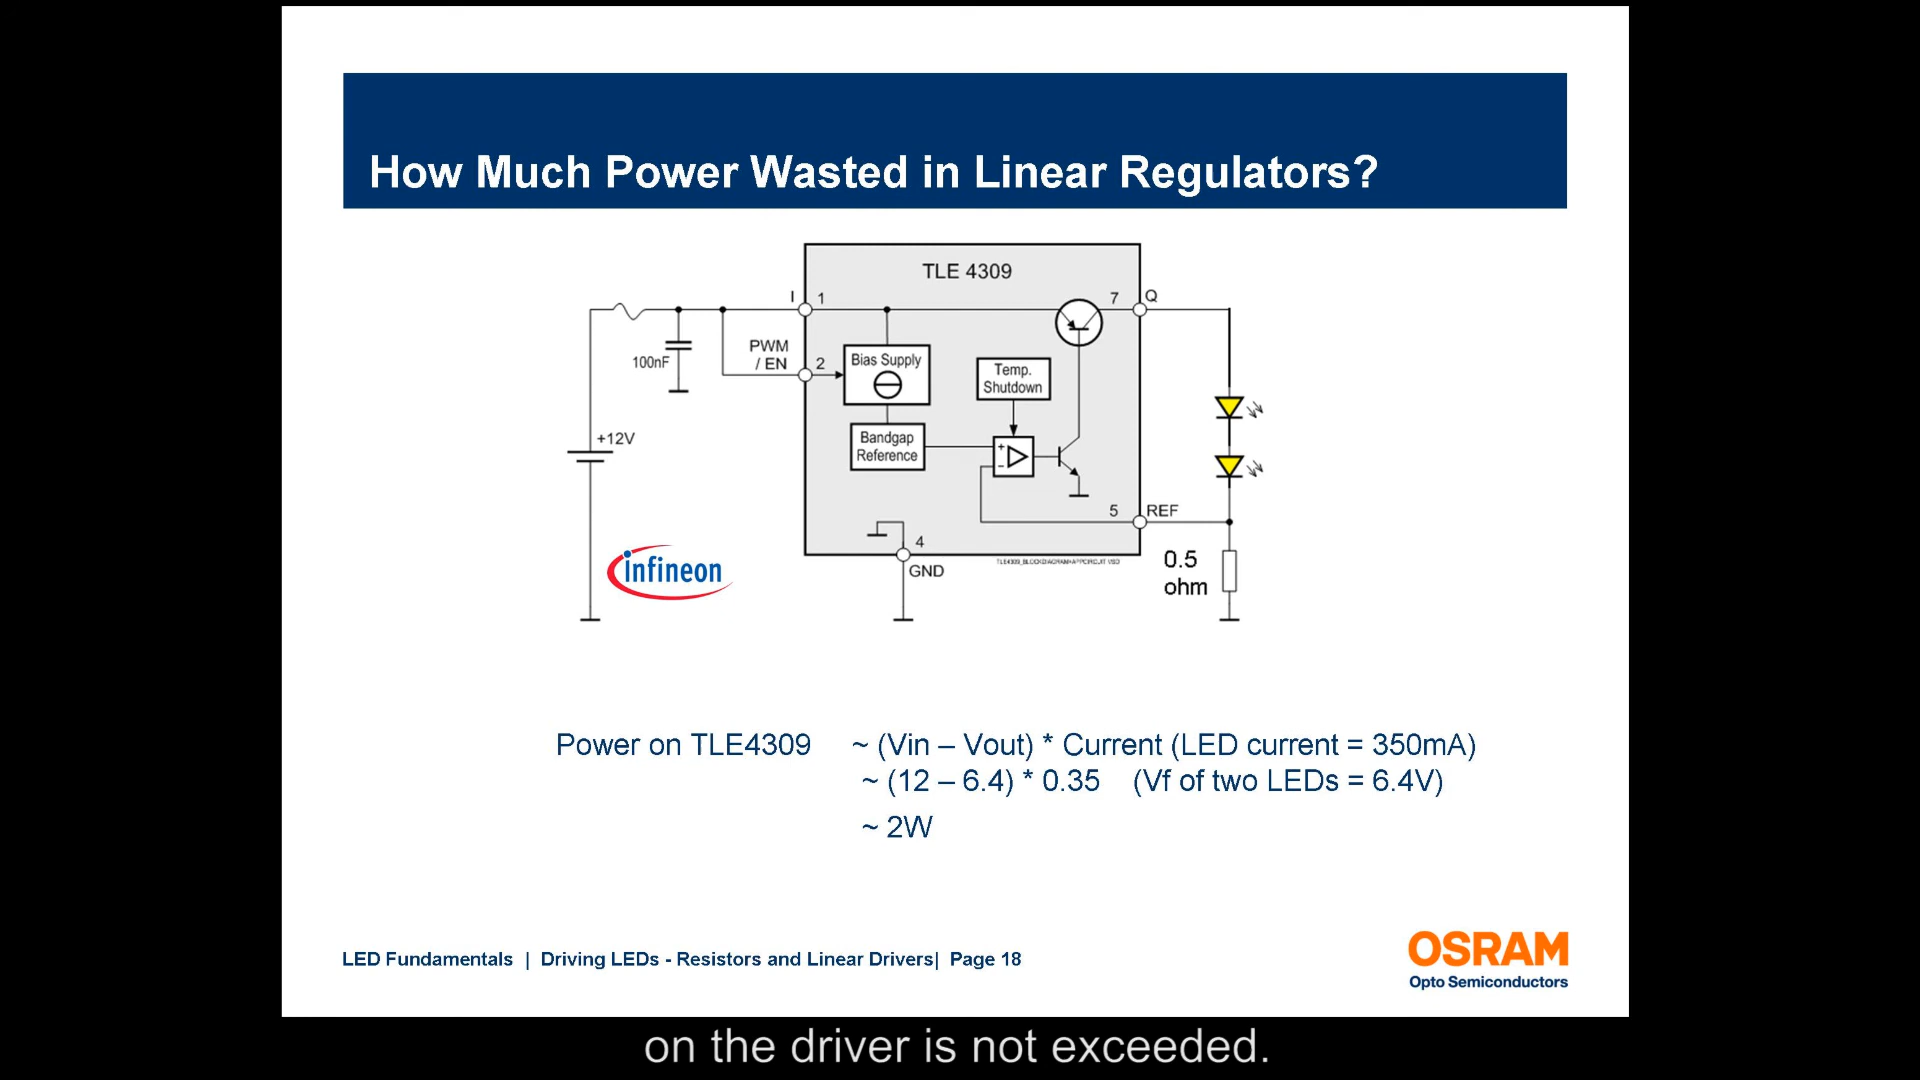 How Much Power Wasted in Linear Regulators?
TLE 4309
I 1
7 Q
PWM
/ EN 2
100nF
Bias Supply
Temp.
Shutdown
+12V
Bandgap
Reference
+
–
5 REF
4
GND
TLE4309_BLOCKDIAGRAM+APPCIRCUIT.VSD
infineon
0.5
ohm
Power on TLE4309 ~ (Vin – Vout) * Current (LED current = 350mA)
~ (12 – 6.4) * 0.35 (Vf of two LEDs = 6.4V)
~ 2W
LED Fundamentals | Driving LEDs - Resistors and Linear Drivers| Page 18
OSRAM
Opto Semiconductors
on the driver is not exceeded.